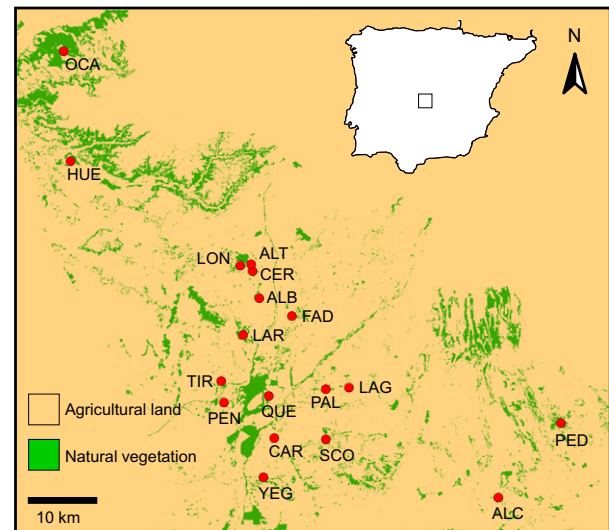 N
OCA
HUE
LON
ALT
CER
ALB
FAD
LAR
TIR
PEN
QUE
PAL
LAG
PED
CAR
SCO
YEG
ALC
Agricultural land
Natural vegetation
10 km